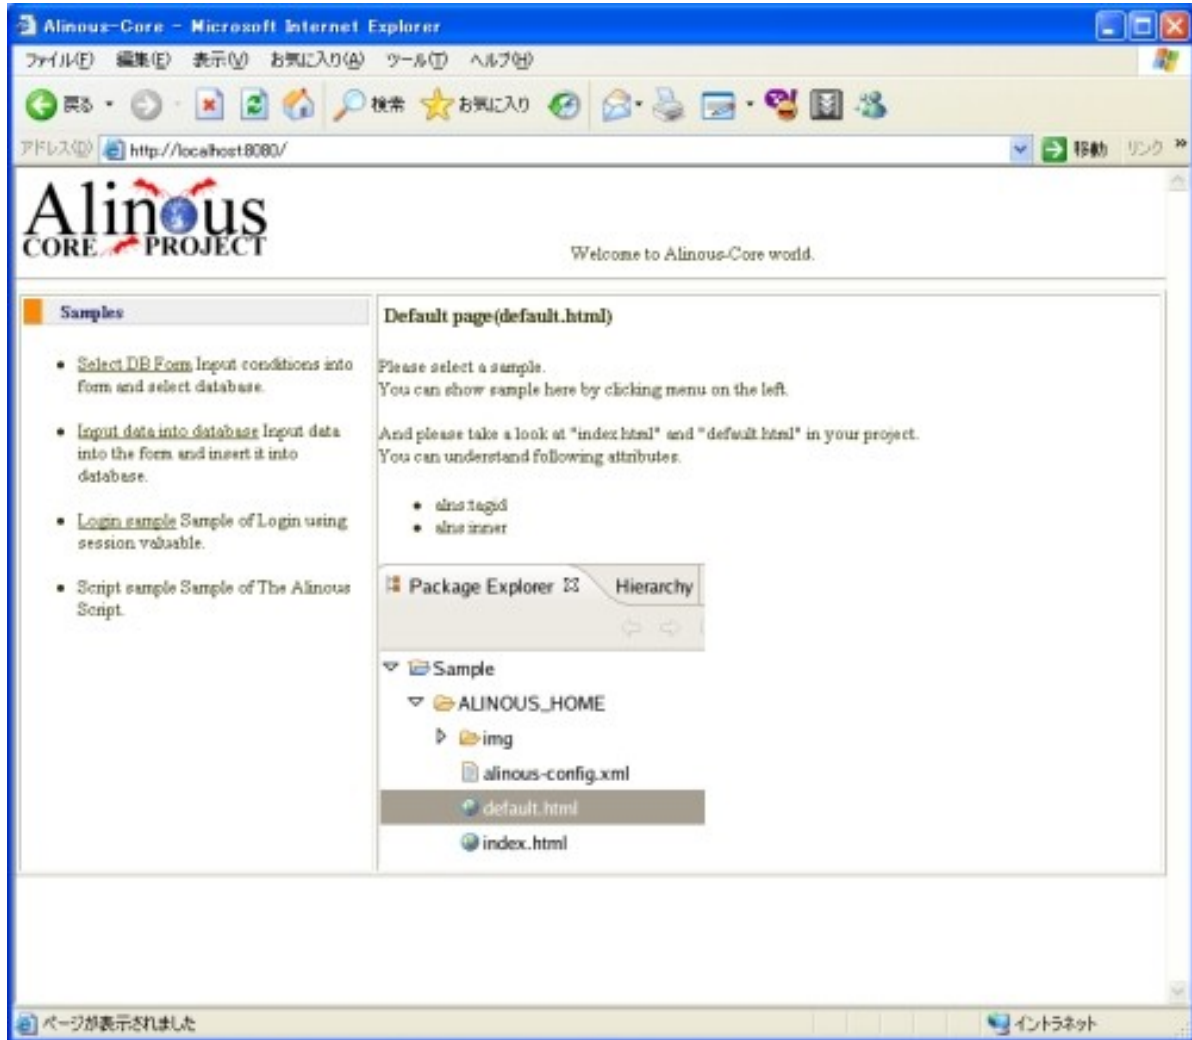 Alinous-Core - Microsoft Internet Explorer
ファイル(F) 編集(E) 表示(V) お気に入り(A) ツール(T) ヘルプ(H)
戻る 検索 お気に入り
アドレス(D) http://localhost:8080/ 移動 リンク »
Alinous
CORE PROJECT
Welcome to Alinous-Core world.
Samples
Select DB Form Input conditions into
form and select database.
Input data into database Input data
into the form and insert it into
database.
Login sample Sample of Login using
session valuable.
Script sample Sample of The Alinous
Script.
Default page(default.html)
Please select a sample.
You can show sample here by clicking menu on the left.
And please take a look at "index.html" and "default.html" in your project.
You can understand following attributes.
alns:tagid
alns:inner
Package Explorer Hierarchy
Sample
ALINOUS_HOME
img
alinous-config.xml
default.html
index.html
ページが表示されました イントラネット